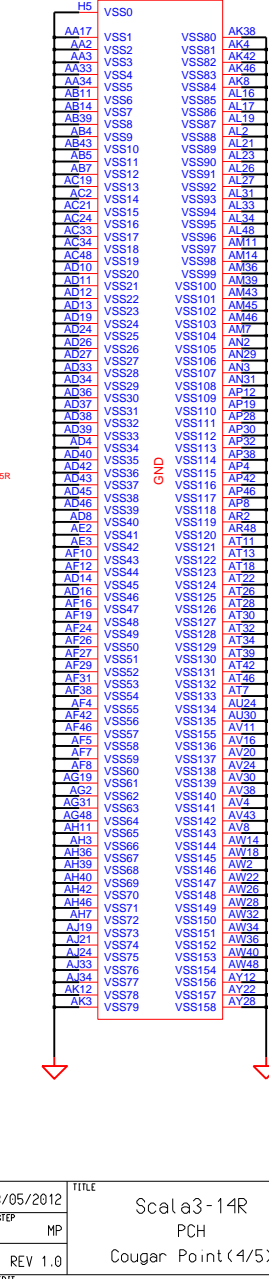 H5 VSS0
AA17 VSS1 VSS80 AK38
AA2 VSS2 VSS81 AK4
AA3 VSS3 VSS82 AK42
AA33 VSS4 VSS83 AK46
AA34 VSS5 VSS84 AK8
AB11 VSS6 VSS85 AL16
AB14 VSS7 VSS86 AL17
AB39 VSS8 VSS87 AL19
AB4 VSS9 VSS88 AL2
AB43 VSS10 VSS89 AL21
AB5 VSS11 VSS90 AL23
AB7 VSS12 VSS91 AL26
AC19 VSS13 VSS92 AL27
AC2 VSS14 VSS93 AL31
AC21 VSS15 VSS94 AL33
AC24 VSS16 VSS95 AL34
AC33 VSS17 VSS96 AL48
AC34 VSS18 VSS97 AM11
AC48 VSS19 VSS98 AM14
AD10 VSS20 VSS99 AM36
AD11 VSS21 VSS100 AM39
AD12 VSS22 VSS101 AM43
AD13 VSS23 VSS102 AM45
AD19 VSS24 VSS103 AM46
AD24 VSS25 VSS104 AM7
AD26 VSS26 VSS105 AN2
AD27 VSS27 VSS106 AN29
AD33 VSS28 VSS107 AN3
AD34 VSS29 VSS108 AN31
AD36 VSS30 VSS109 AP12
AD37 VSS31 VSS110 AP19
AD38 VSS32 VSS111 AP28
AD39 VSS33 VSS112 AP30
AD4 VSS34 VSS113 AP32
AD40 VSS35 VSS114 AP38
AD42 VSS36 VSS115 AP4
AD43 VSS37 VSS116 AP42
AD45 VSS38 VSS117 AP46
AD46 VSS39 VSS118 AP8
AD8 VSS40 VSS119 AR2
AE2 VSS41 VSS120 AR48
AE3 VSS42 VSS121 AT11
AF10 VSS43 VSS122 AT13
AF12 VSS44 VSS123 AT18
AD14 VSS45 VSS124 AT22
AD16 VSS46 VSS125 AT26
AF16 VSS47 VSS126 AT28
AF19 VSS48 VSS127 AT30
AF24 VSS49 VSS128 AT32
AF26 VSS50 VSS129 AT34
AF27 VSS51 VSS130 AT39
AF29 VSS52 VSS131 AT42
AF31 VSS53 VSS132 AT46
AF38 VSS54 VSS133 AT7
AF4 VSS55 VSS134 AU24
AF42 VSS56 VSS135 AU30
AF46 VSS57 VSS136 AV11
AF5 VSS58 VSS137 AV16
AF7 VSS59 VSS138 AV20
AF8 VSS60 VSS139 AV24
AG19 VSS61 VSS140 AV30
AG2 VSS62 VSS141 AV38
AG31 VSS63 VSS142 AV4
AG48 VSS64 VSS143 AV43
AH11 VSS65 VSS144 AV8
AH3 VSS66 VSS145 AW14
AH36 VSS67 VSS146 AW18
AH39 VSS68 VSS147 AW2
AH40 VSS69 VSS148 AW22
AH42 VSS70 VSS149 AW26
AH46 VSS71 VSS150 AW28
AH7 VSS72 VSS151 AW32
AJ19 VSS73 VSS152 AW34
AJ21 VSS74 VSS153 AW36
AJ24 VSS75 VSS154 AW40
AJ33 VSS76 VSS155 AW48
AJ34 VSS77 VSS156 AY12
AK12 VSS78 VSS157 AY22
AK3 VSS79 VSS158 AY28
GND
5R
/05/2012
MP
REV 1.0
TITLE
Scala3-14R
PCH
Cougar Point(4/5)